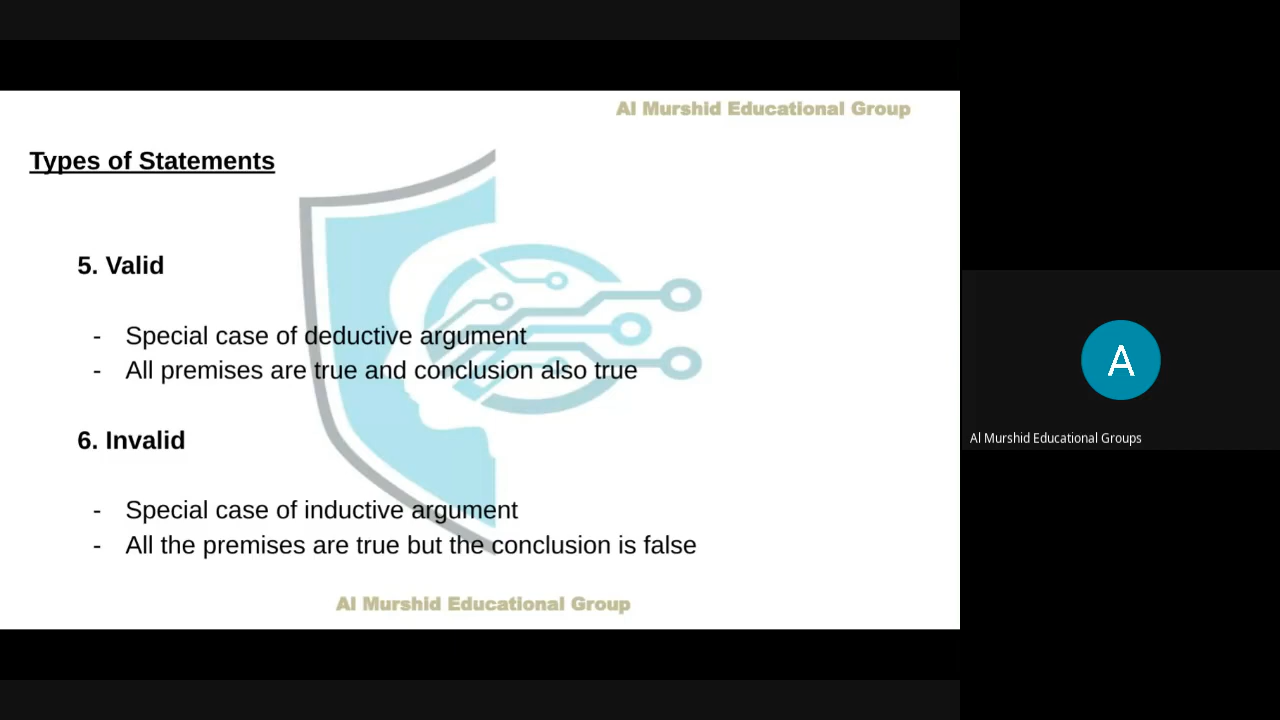 Al Murshid Educational Group
Types of Statements
5. Valid
- Special case of deductive argument
- All premises are true and conclusion also true
6. Invalid
- Special case of inductive argument
- All the premises are true but the conclusion is false
Al Murshid Educational Group
A
Al Murshid Educational Groups